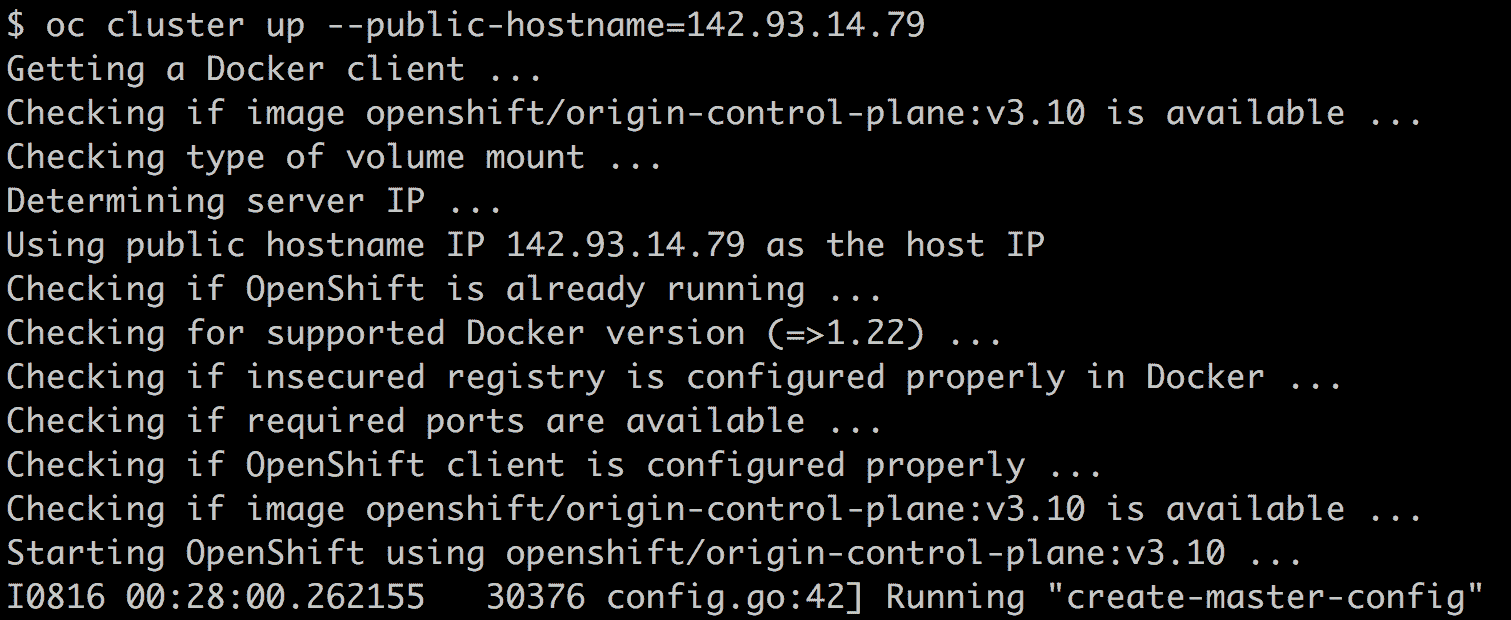 $ oc cluster up --public-hostname=142.93.14.79
Getting a Docker client ...
Checking if image openshift/origin-control-plane:v3.10 is available ...
Checking type of volume mount ...
Determining server IP ...
Using public hostname IP 142.93.14.79 as the host IP
Checking if OpenShift is already running ...
Checking for supported Docker version (=>1.22) ...
Checking if insecured registry is configured properly in Docker ...
Checking if required ports are available ...
Checking if OpenShift client is configured properly ...
Checking if image openshift/origin-control-plane:v3.10 is available ...
Starting OpenShift using openshift/origin-control-plane:v3.10 ...
I0816 00:28:00.262155   30376 config.go:42] Running "create-master-config"